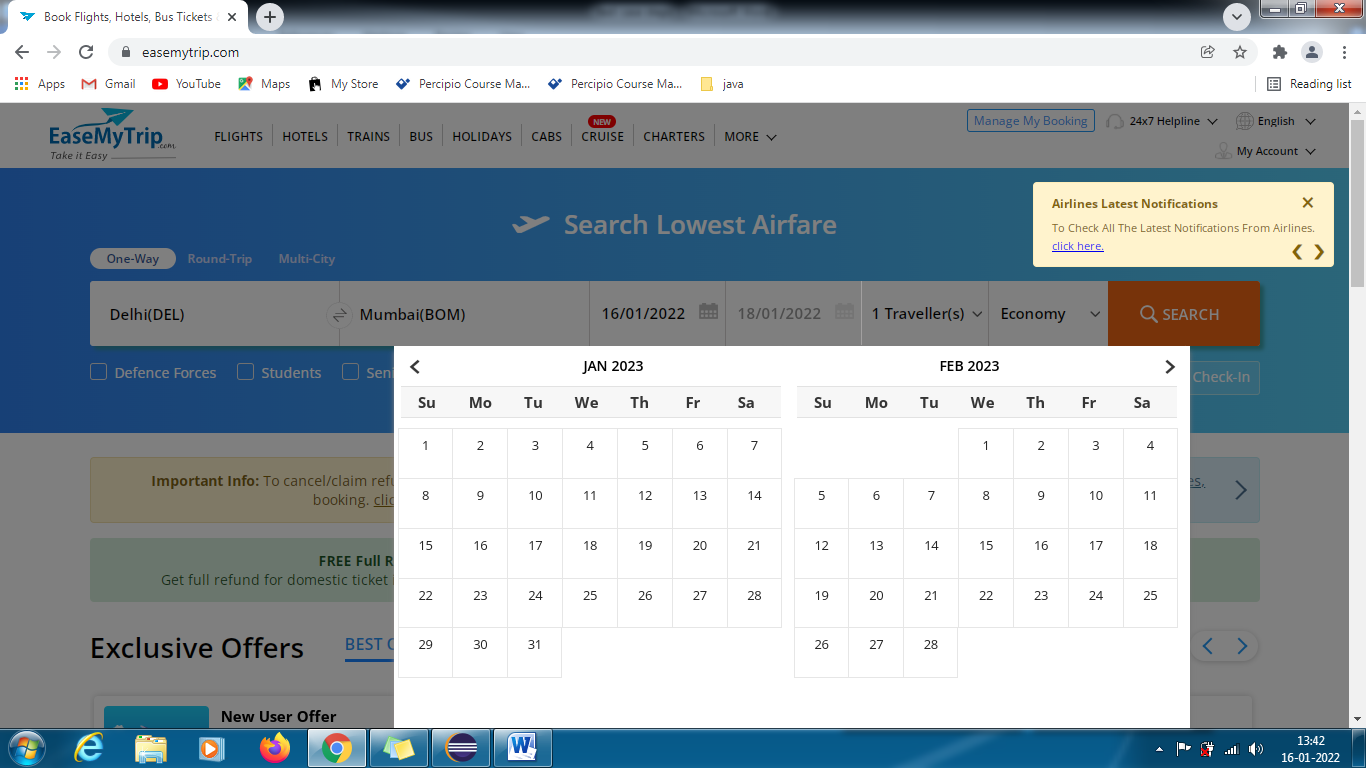 Book Flights, Hotels, Bus Tickets
easemytrip.com
Apps Gmail YouTube Maps My Store Percipio Course Ma... Percipio Course Ma... java Reading list
EaseMyTrip.com
Take it Easy
FLIGHTS HOTELS TRAINS BUS HOLIDAYS CABS NEW CRUISE CHARTERS MORE
Manage My Booking 24x7 Helpline English
My Account
Airlines Latest Notifications
To Check All The Latest Notifications From Airlines.
click here.
Search Lowest Airfare
One-Way Round-Trip Multi-City
Delhi(DEL) Mumbai(BOM) 16/01/2022 18/01/2022 1 Traveller(s) Economy SEARCH
Defence Forces Students Seni
Check-In
JAN 2023
Su Mo Tu We Th Fr Sa
1 2 3 4 5 6 7
8 9 10 11 12 13 14
15 16 17 18 19 20 21
22 23 24 25 26 27 28
29 30 31
FEB 2023
Su Mo Tu We Th Fr Sa
1 2 3 4
5 6 7 8 9 10 11
12 13 14 15 16 17 18
19 20 21 22 23 24 25
26 27 28
Important Info: To cancel/claim refu
booking. clic
es,
FREE Full R
Get full refund for domestic ticket
Exclusive Offers BEST O
New User Offer
13:42
16-01-2022